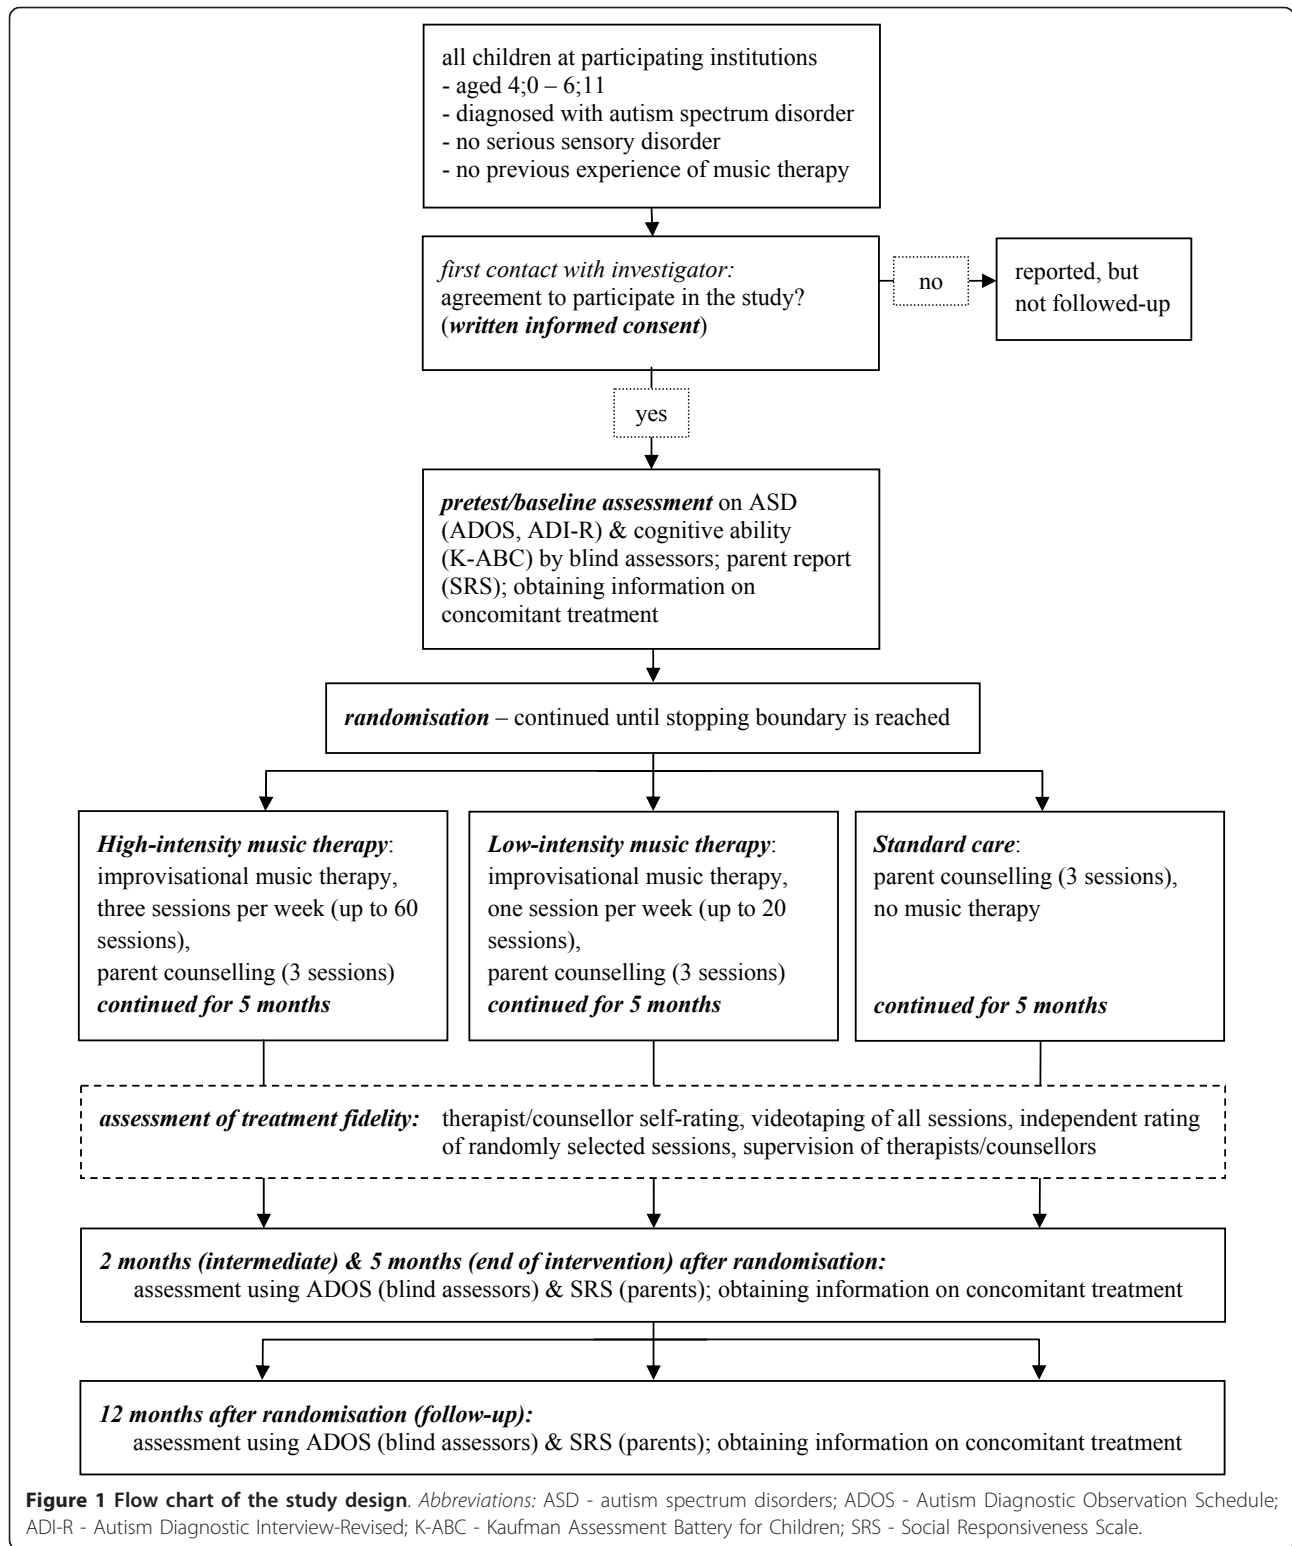 all children at participating institutions
- aged 4;0 – 6;11
- diagnosed with autism spectrum disorder
- no serious sensory disorder
- no previous experience of music therapy
first contact with investigator:
agreement to participate in the study?
(written informed consent)
no
reported, but
not followed-up
yes
pretest/baseline assessment on ASD
(ADOS, ADI-R) & cognitive ability
(K-ABC) by blind assessors; parent report
(SRS); obtaining information on
concomitant treatment
randomisation – continued until stopping boundary is reached
High-intensity music therapy:
improvisational music therapy,
three sessions per week (up to 60
sessions),
parent counselling (3 sessions)
continued for 5 months
Low-intensity music therapy:
improvisational music therapy,
one session per week (up to 20
sessions),
parent counselling (3 sessions)
continued for 5 months
Standard care:
parent counselling (3 sessions),
no music therapy
continued for 5 months
assessment of treatment fidelity: therapist/counsellor self-rating, videotaping of all sessions, independent rating
of randomly selected sessions, supervision of therapists/counsellors
2 months (intermediate) & 5 months (end of intervention) after randomisation:
assessment using ADOS (blind assessors) & SRS (parents); obtaining information on concomitant treatment
12 months after randomisation (follow-up):
assessment using ADOS (blind assessors) & SRS (parents); obtaining information on concomitant treatment
Figure 1 Flow chart of the study design. Abbreviations: ASD - autism spectrum disorders; ADOS - Autism Diagnostic Observation Schedule;
ADI-R - Autism Diagnostic Interview-Revised; K-ABC - Kaufman Assessment Battery for Children; SRS - Social Responsiveness Scale.